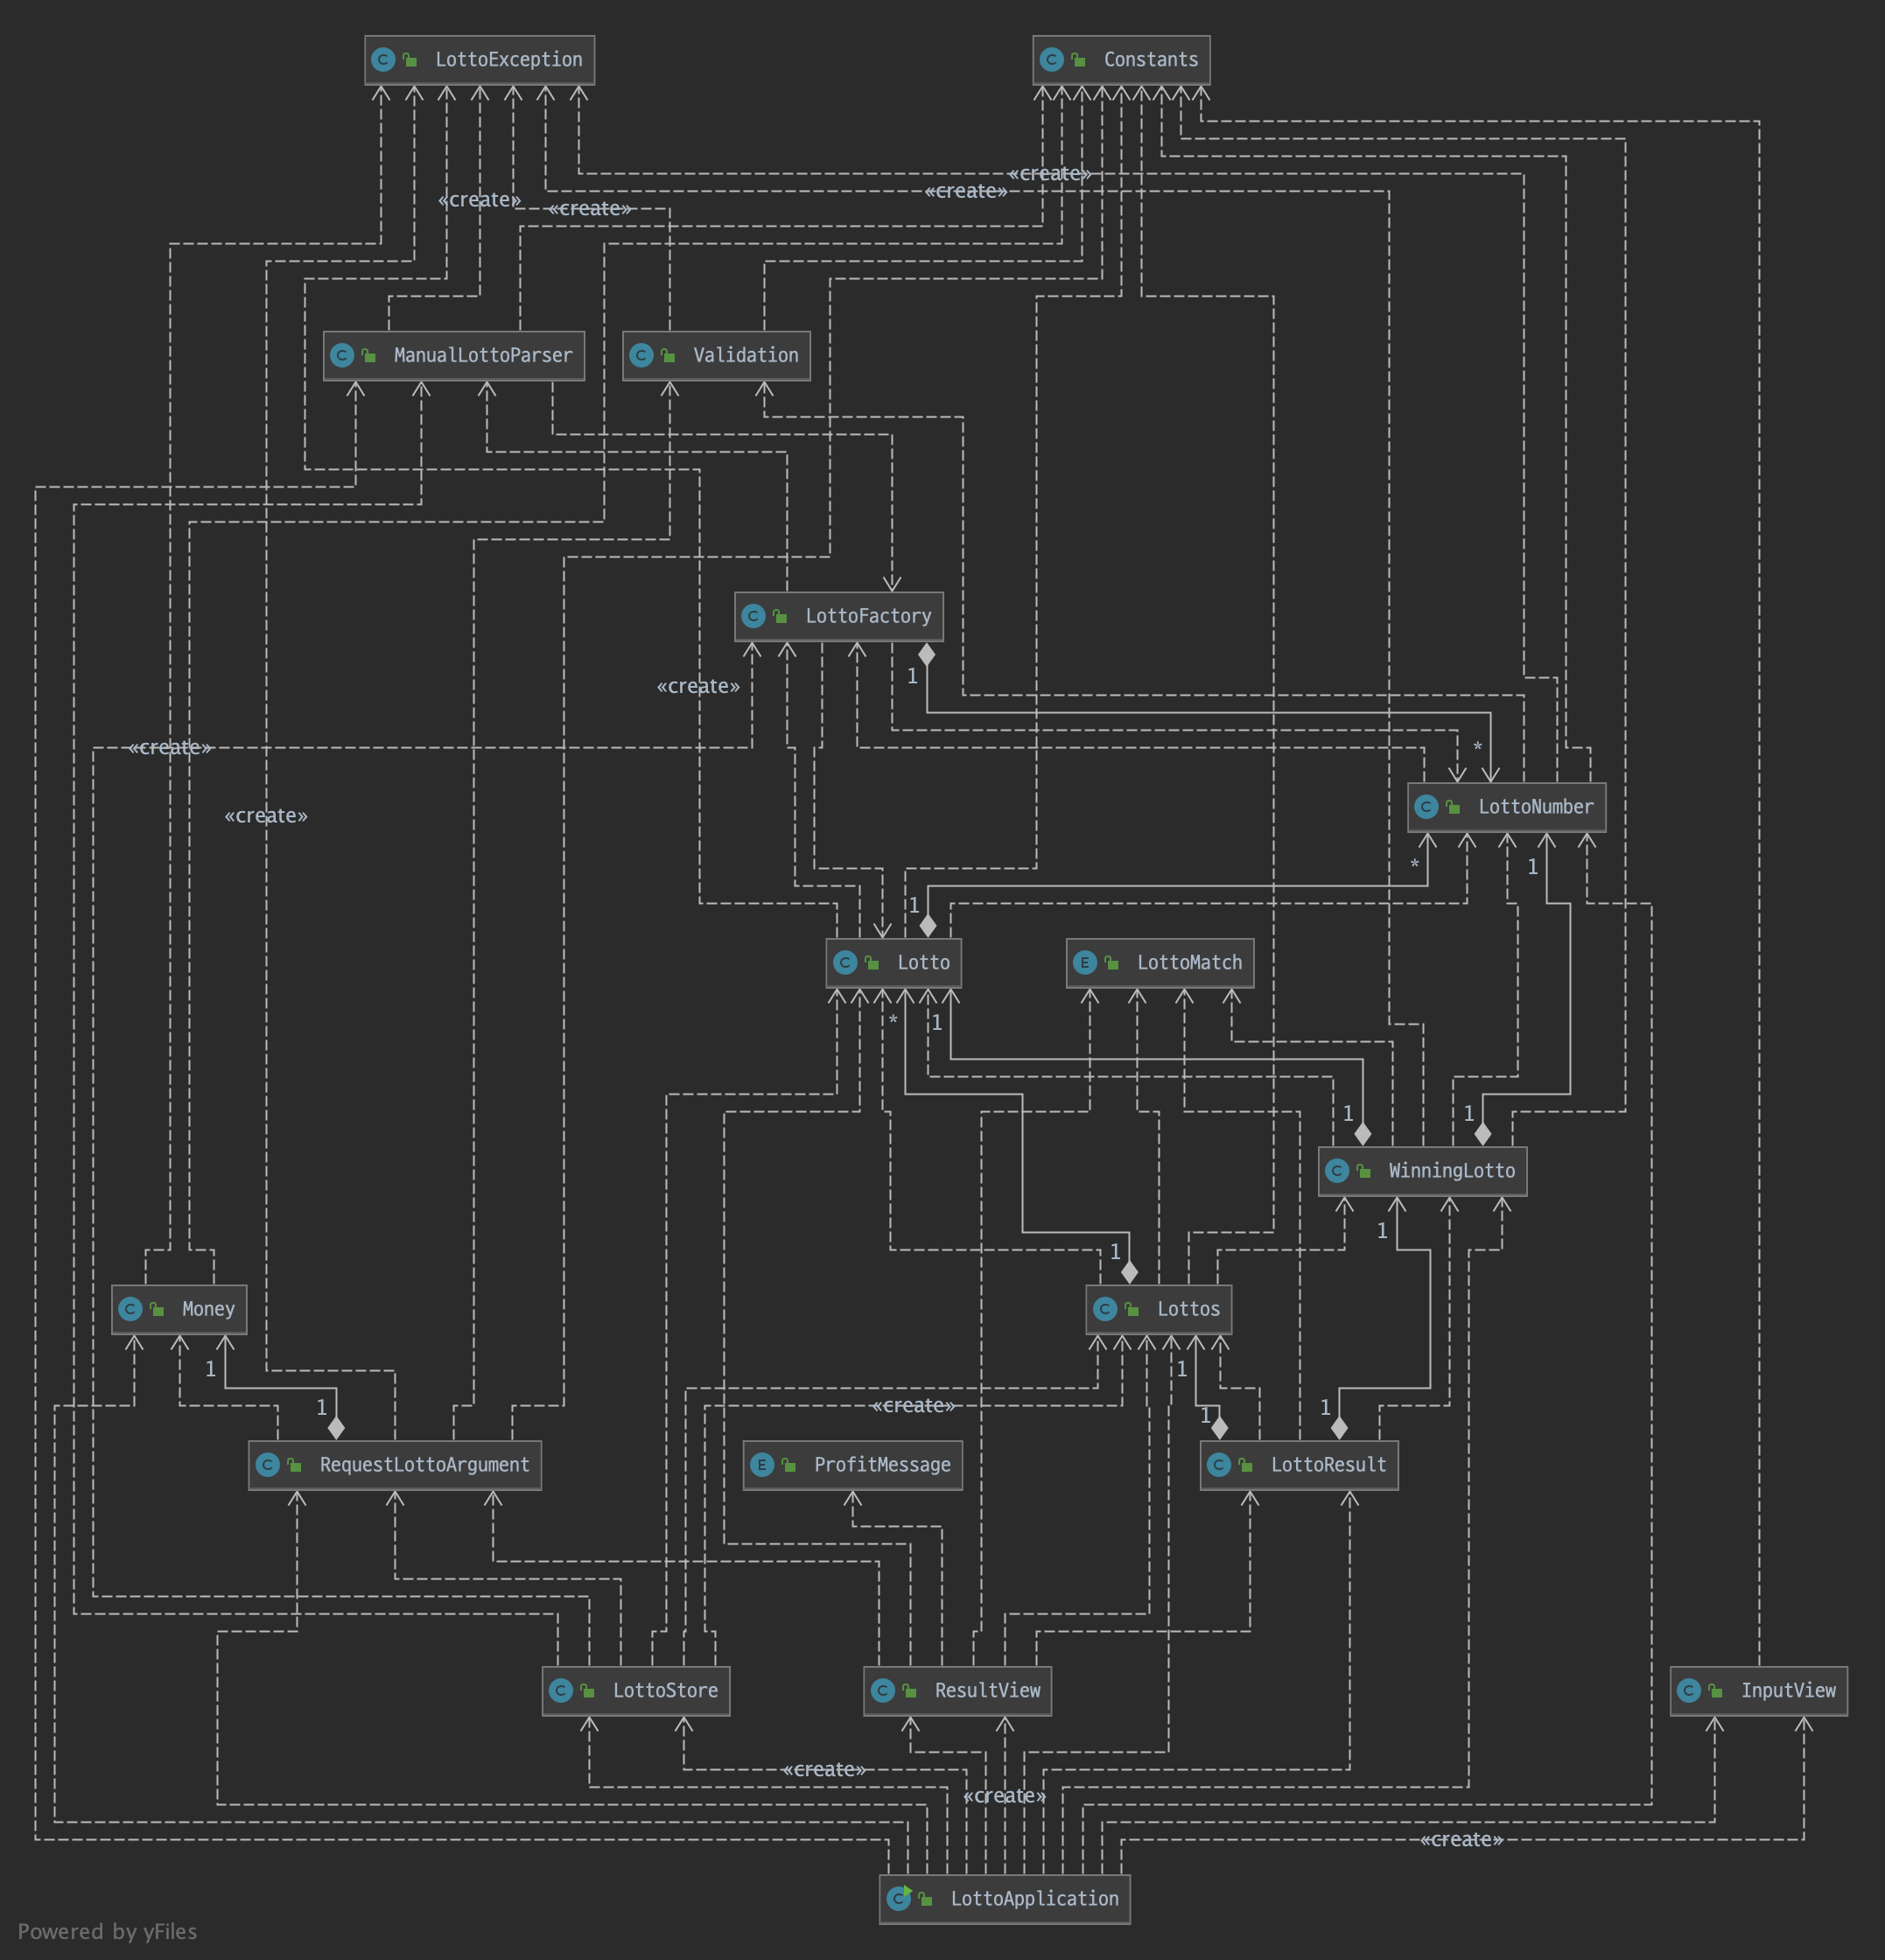 C LottoException
C Constants
«create»
«create»
«create»
«create»
C ManualLottoParser
C Validation
C LottoFactory
1
«create»
«create»
*
C LottoNumber
«create»
*
1
1
C Lotto
E LottoMatch
*
1
1
1
C WinningLotto
1
1
C Money
C Lottos
1
1
1
1
1
«create»
C RequestLottoArgument
E ProfitMessage
C LottoResult
C LottoStore
C ResultView
C InputView
«create»
«create»
«create»
C LottoApplication
Powered by yFiles